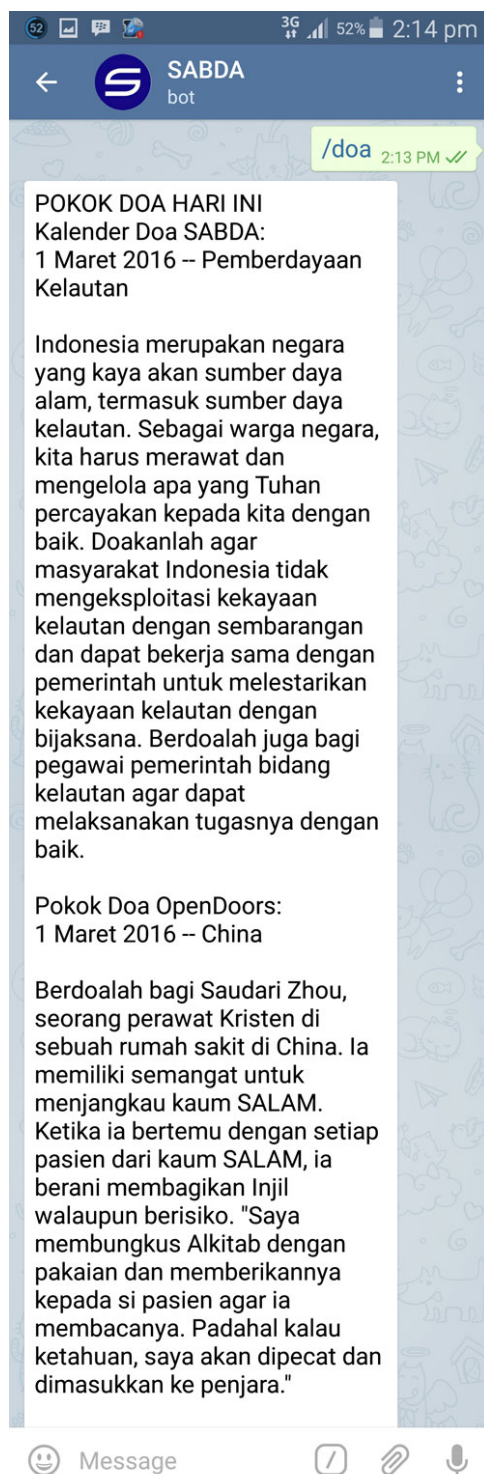 52 3G 52% 2:14 pm
SABDA
bot
/doa 2:13 PM
POKOK DOA HARI INI
Kalender Doa SABDA:
1 Maret 2016 -- Pemberdayaan
Kelautan
Indonesia merupakan negara
yang kaya akan sumber daya
alam, termasuk sumber daya
kelautan. Sebagai warga negara,
kita harus merawat dan
mengelola apa yang Tuhan
percayakan kepada kita dengan
baik. Doakanlah agar
masyarakat Indonesia tidak
mengeksploitasi kekayaan
kelautan dengan sembarangan
dan dapat bekerja sama dengan
pemerintah untuk melestarikan
kekayaan kelautan dengan
bijaksana. Berdoalah juga bagi
pegawai pemerintah bidang
kelautan agar dapat
melaksanakan tugasnya dengan
baik.
Pokok Doa OpenDoors:
1 Maret 2016 -- China
Berdoalah bagi Saudari Zhou,
seorang perawat Kristen di
sebuah rumah sakit di China. Ia
memiliki semangat untuk
menjangkau kaum SALAM.
Ketika ia bertemu dengan setiap
pasien dari kaum SALAM, ia
berani membagikan Injil
walaupun berisiko. "Saya
membungkus Alkitab dengan
pakaian dan memberikannya
kepada si pasien agar ia
membacanya. Padahal kalau
ketahuan, saya akan dipecat dan
dimasukkan ke penjara."
Message